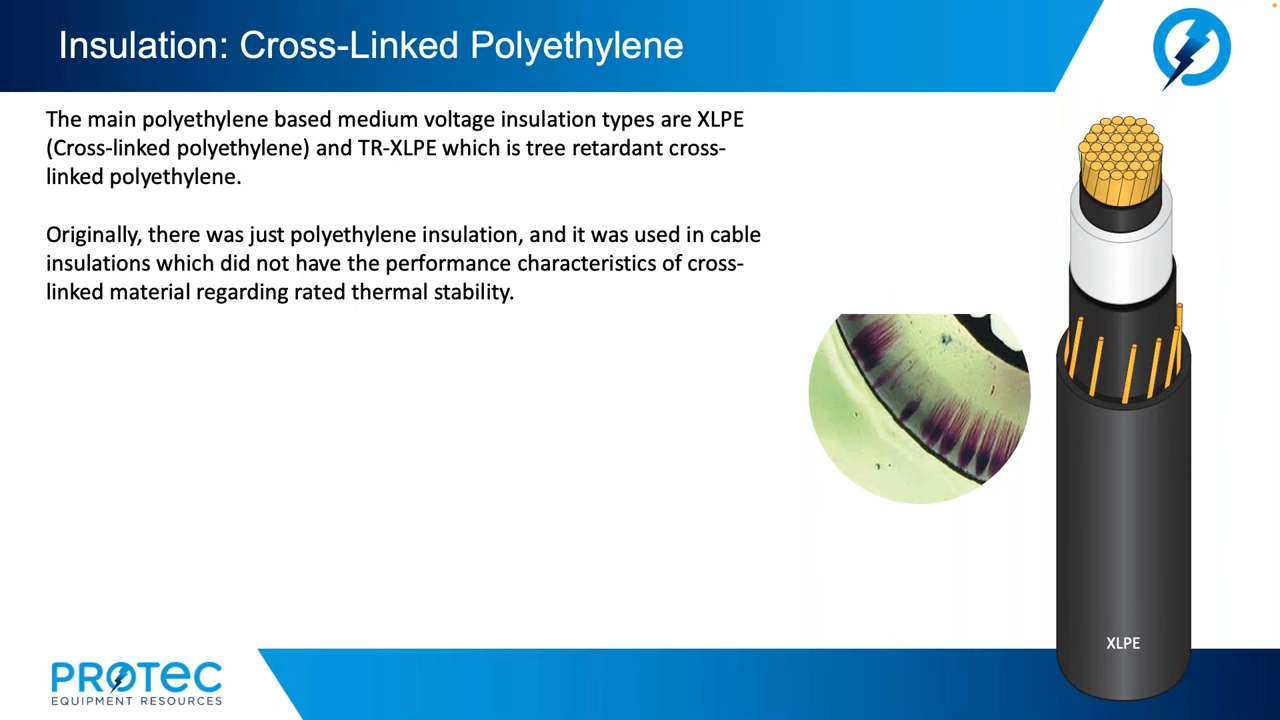 Insulation: Cross-Linked Polyethylene
The main polyethylene based medium voltage insulation types are XLPE
(Cross-linked polyethylene) and TR-XLPE which is tree retardant cross-
linked polyethylene.
Originally, there was just polyethylene insulation, and it was used in cable
insulations which did not have the performance characteristics of cross-
linked material regarding rated thermal stability.
XLPE
PROTEC
EQUIPMENT RESOURCES